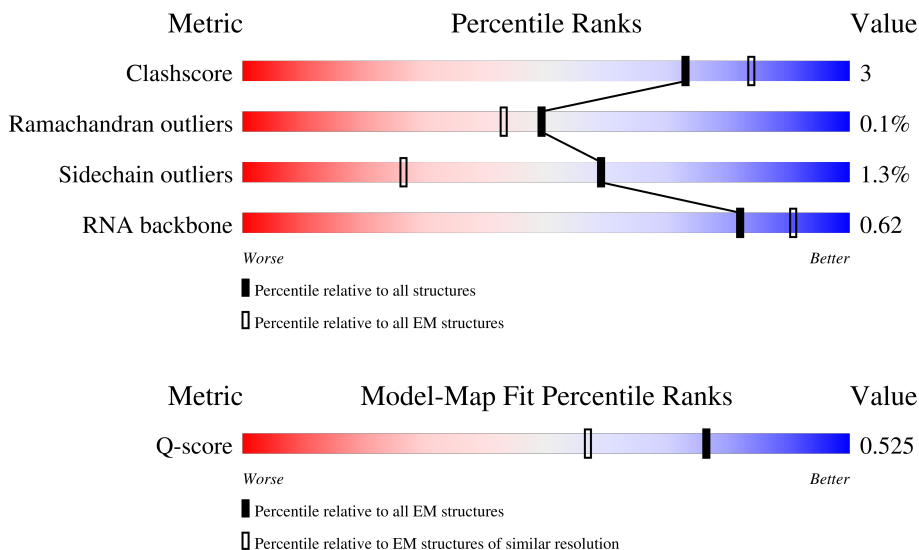 Metric Percentile Ranks Value
Clashscore 3
Ramachandran outliers 0.1%
Sidechain outliers 1.3%
RNA backbone 0.62
Worse Better
Percentile relative to all structures
Percentile relative to all EM structures
Metric Model-Map Fit Percentile Ranks Value
Q-score 0.525
Worse Better
Percentile relative to all EM structures
Percentile relative to EM structures of similar resolution